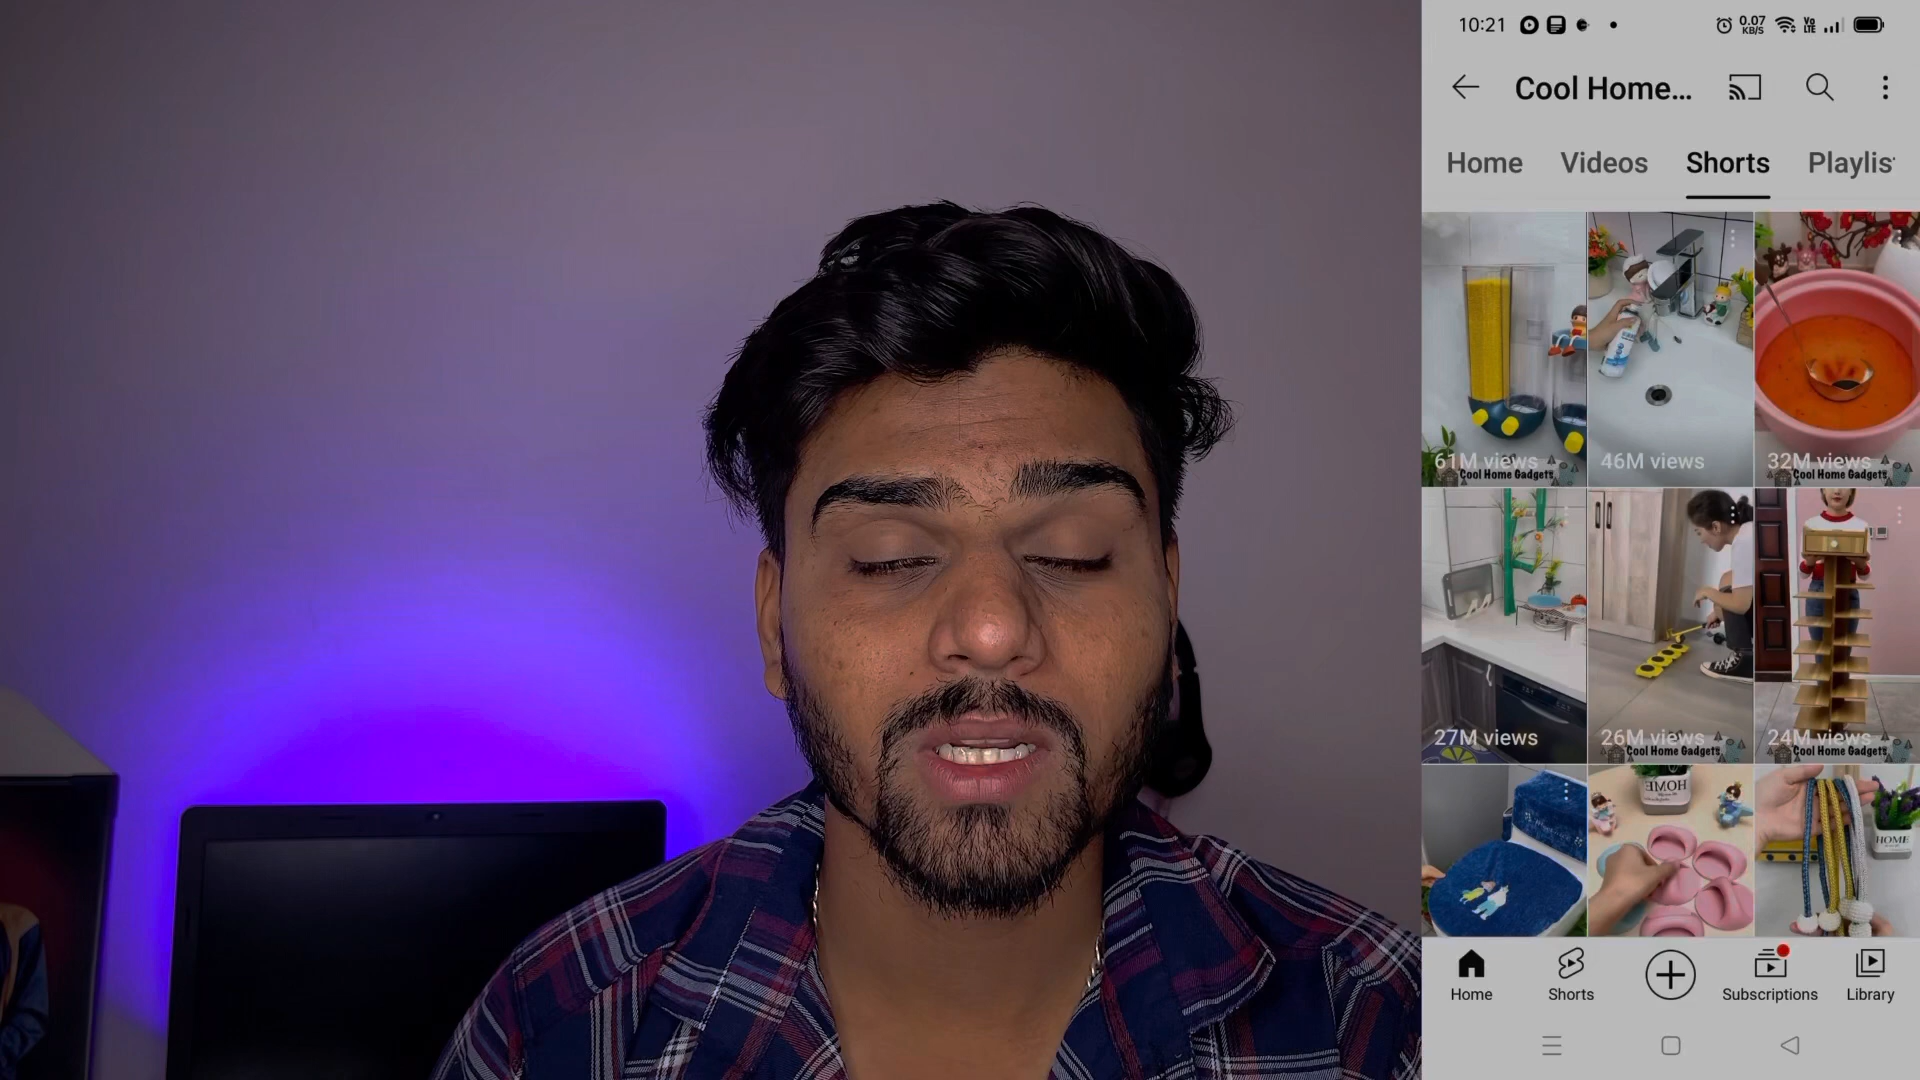 10:21
0.07
KB/S
Vo
LTE
Cool Home...
Home Videos Shorts Playlis
61M views
Cool Home Gadgets
46M views
32M views
Cool Home Gadgets
27M views
26M views
Cool Home Gadgets
24M views
Cool Home Gadgets
HOME
HOME
Home
Shorts
Subscriptions
Library